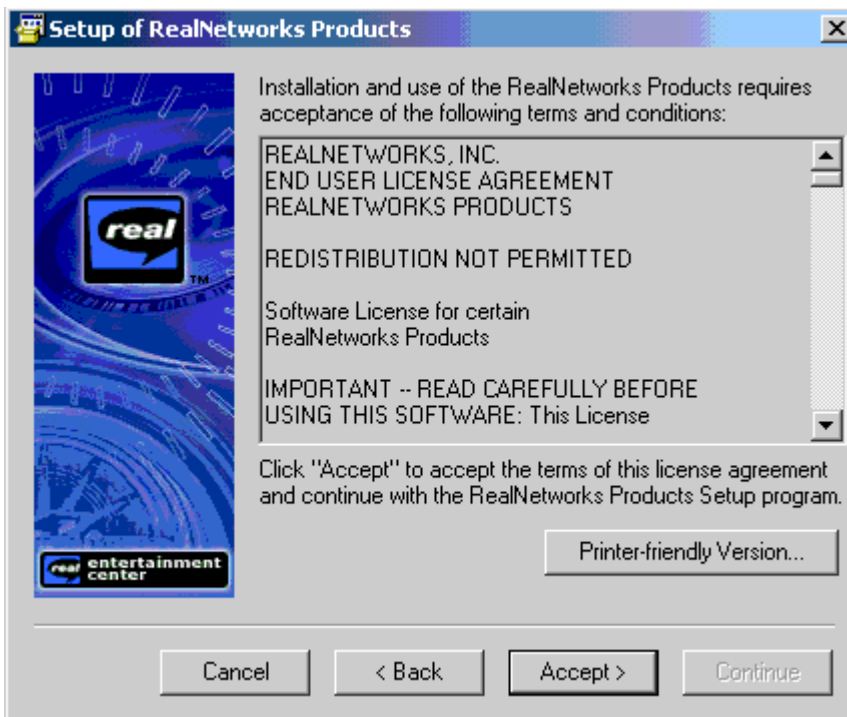 Setup of RealNetworks Products
Installation and use of the RealNetworks Products requires
acceptance of the following terms and conditions:
REALNETWORKS, INC.
END USER LICENSE AGREEMENT
REALNETWORKS PRODUCTS
REDISTRIBUTION NOT PERMITTED
Software License for certain
RealNetworks Products
IMPORTANT -- READ CAREFULLY BEFORE
USING THIS SOFTWARE: This License
real
TM
Click "Accept" to accept the terms of this license agreement
and continue with the RealNetworks Products Setup program.
Printer-friendly Version...
real entertainment
center
Cancel
< Back
Accept >
Continue